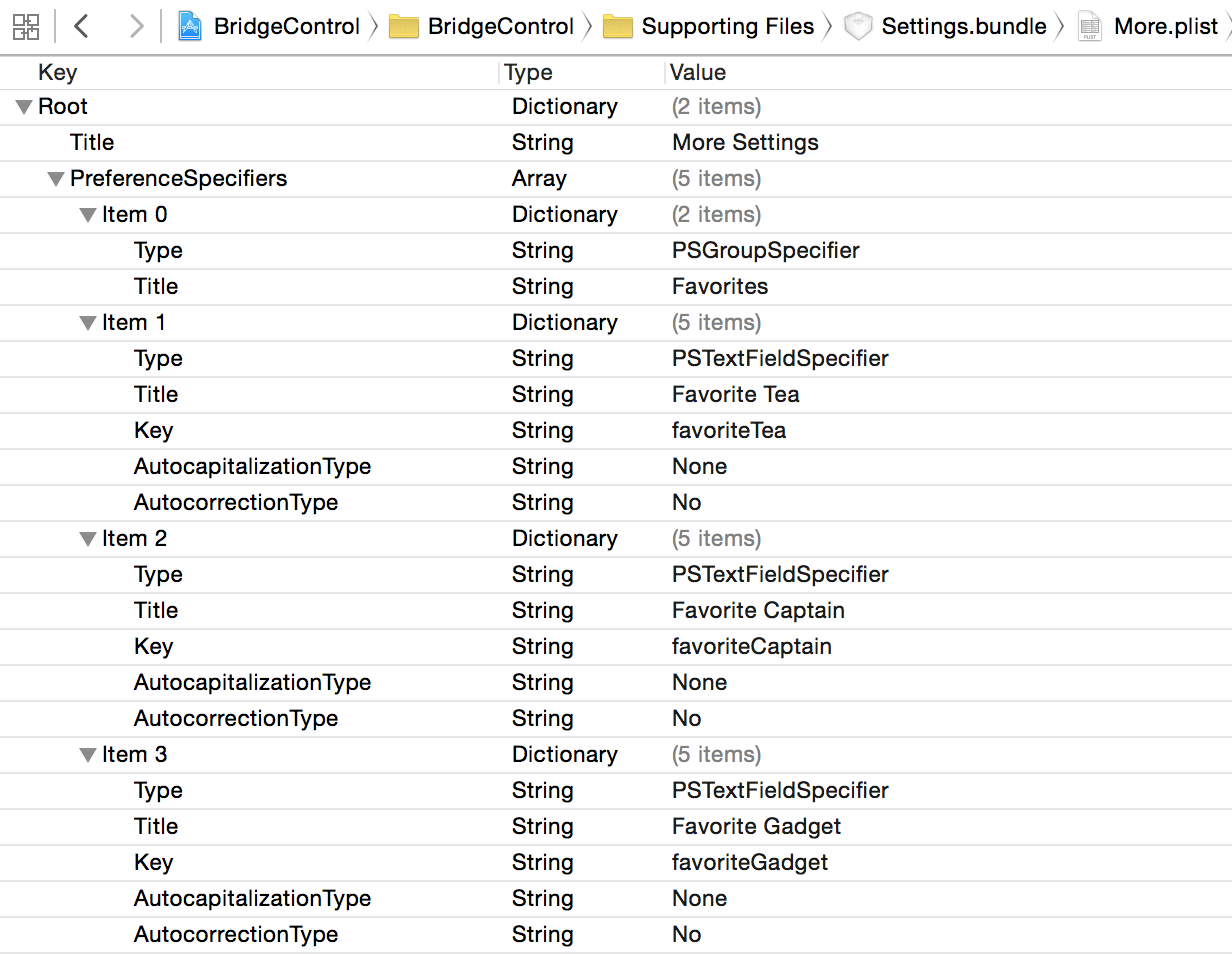 BridgeControl BridgeControl Supporting Files Settings.bundle PLIST More.plist
Key Type Value
Root Dictionary (2 items)
Title String More Settings
PreferenceSpecifiers Array (5 items)
Item 0 Dictionary (2 items)
Type String PSGroupSpecifier
Title String Favorites
Item 1 Dictionary (5 items)
Type String PSTextFieldSpecifier
Title String Favorite Tea
Key String favoriteTea
AutocapitalizationType String None
AutocorrectionType String No
Item 2 Dictionary (5 items)
Type String PSTextFieldSpecifier
Title String Favorite Captain
Key String favoriteCaptain
AutocapitalizationType String None
AutocorrectionType String No
Item 3 Dictionary (5 items)
Type String PSTextFieldSpecifier
Title String Favorite Gadget
Key String favoriteGadget
AutocapitalizationType String None
AutocorrectionType String No